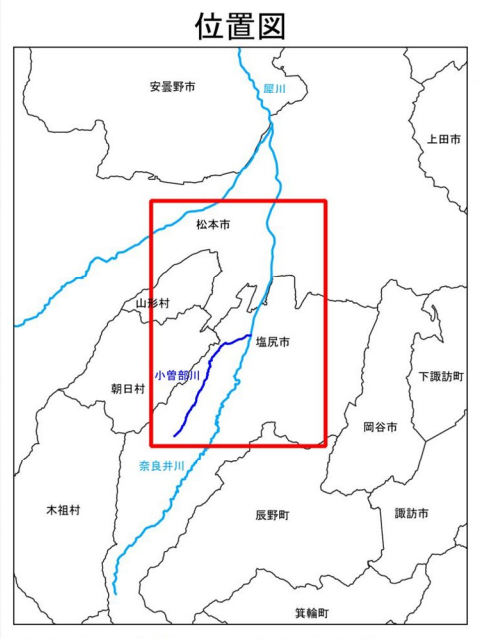 位置図
安曇野市
犀川
上田市
松本市
山形村
塩尻市
小曽部川
朝日村
下諏訪町
岡谷市
奈良井川
木祖村
辰野町
諏訪市
箕輪町